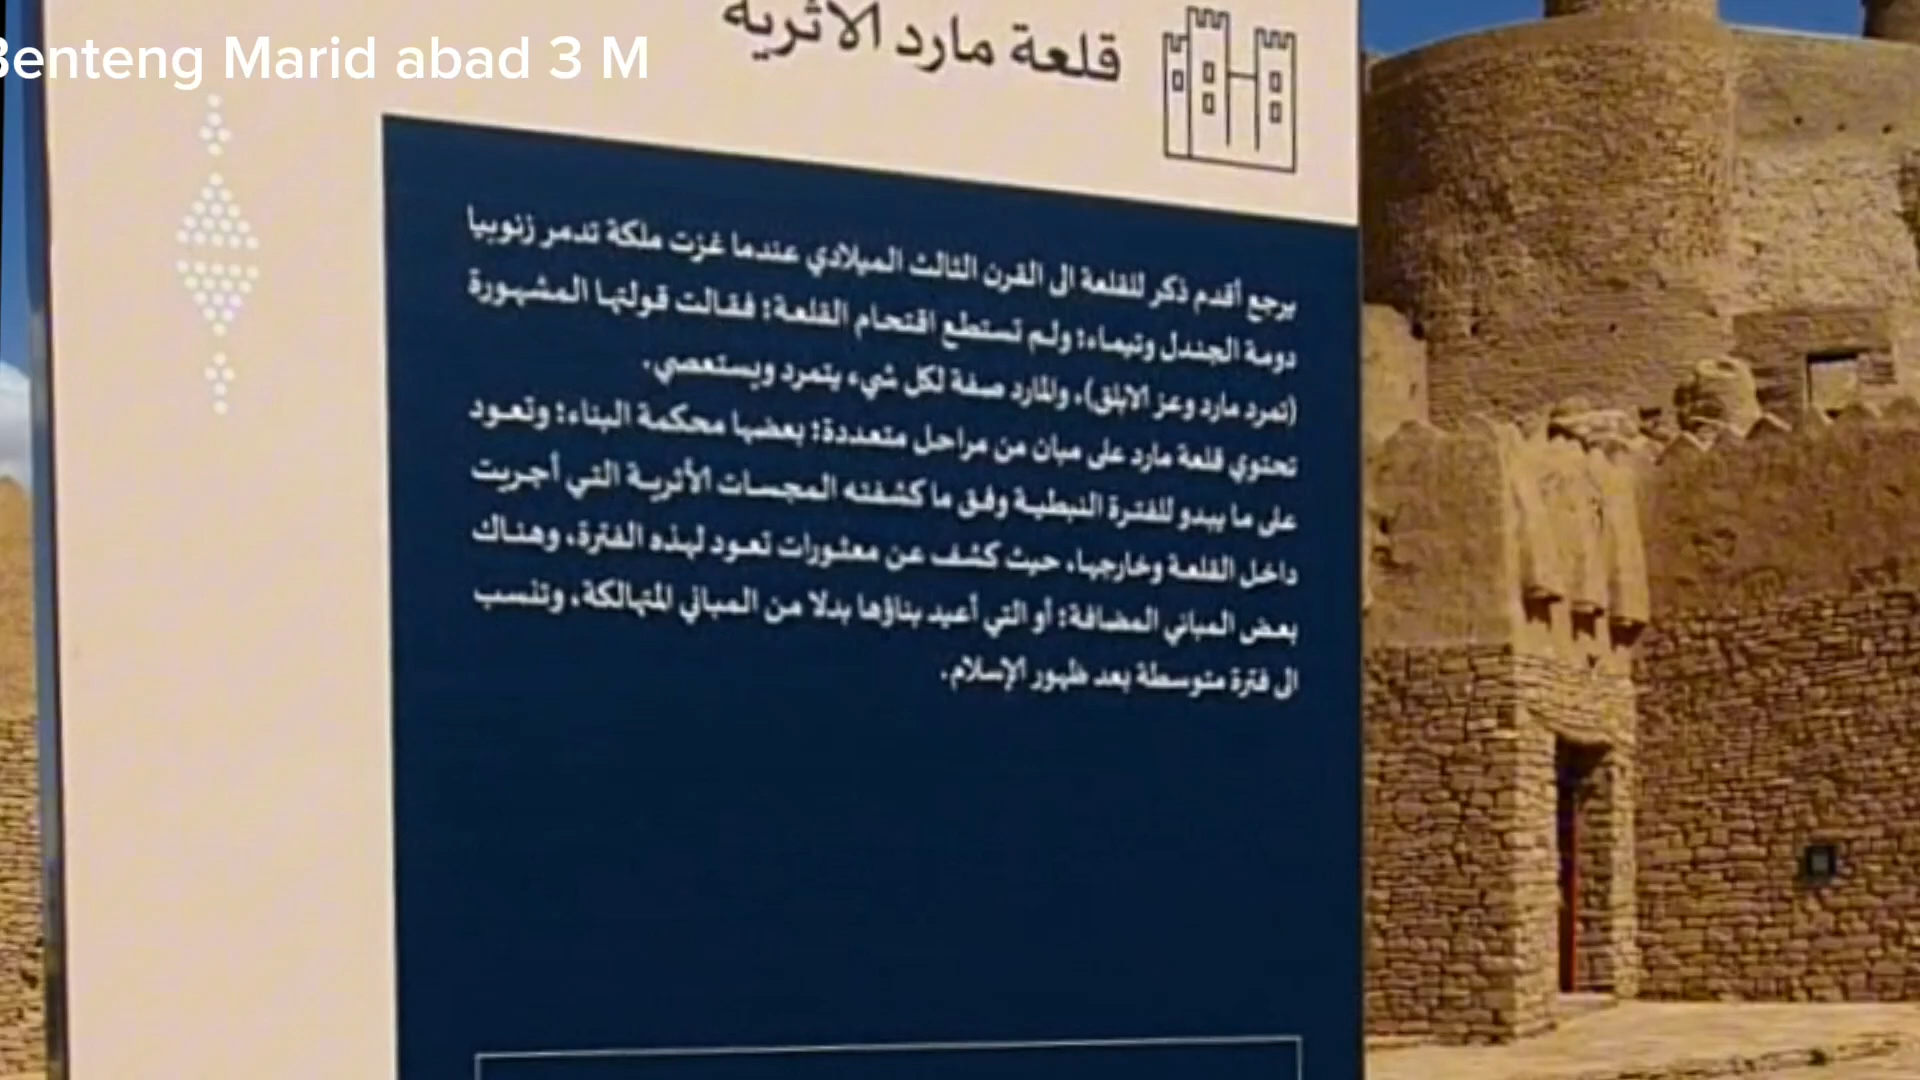 Benteng Marid abad 3 M
قلعة مارد الاثرية
يرجع أقدم ذكر للقلعة الى القرن الثالث الميلادي عندما غزت ملكة تدمر زنوبيا
دومة الجندل وتيماء؛ ولم تستطع اقتحام القلعة؛ فقالت قولتها المشهورة
(تمرد مارد وعز الابلق)، والمارد صفة لكل شيء يتمرد ويستعصي.
تحتوي قلعة مارد على مبان من مراحل متعددة؛ بعضها محكمة البناء؛ وتعود
على ما يبدو للفترة النبطية وفق ما كشفته المجسات الأثرية التي أجريت
داخل القلعة وخارجها، حيث كشف عن معثورات تعود لهذه الفترة، وهناك
بعض المباني المضافة؛ أو التي أعيد بناؤها بدلا من المباني المتهالكة، وتنسب
الى فترة متوسطة بعد ظهور الإسلام.